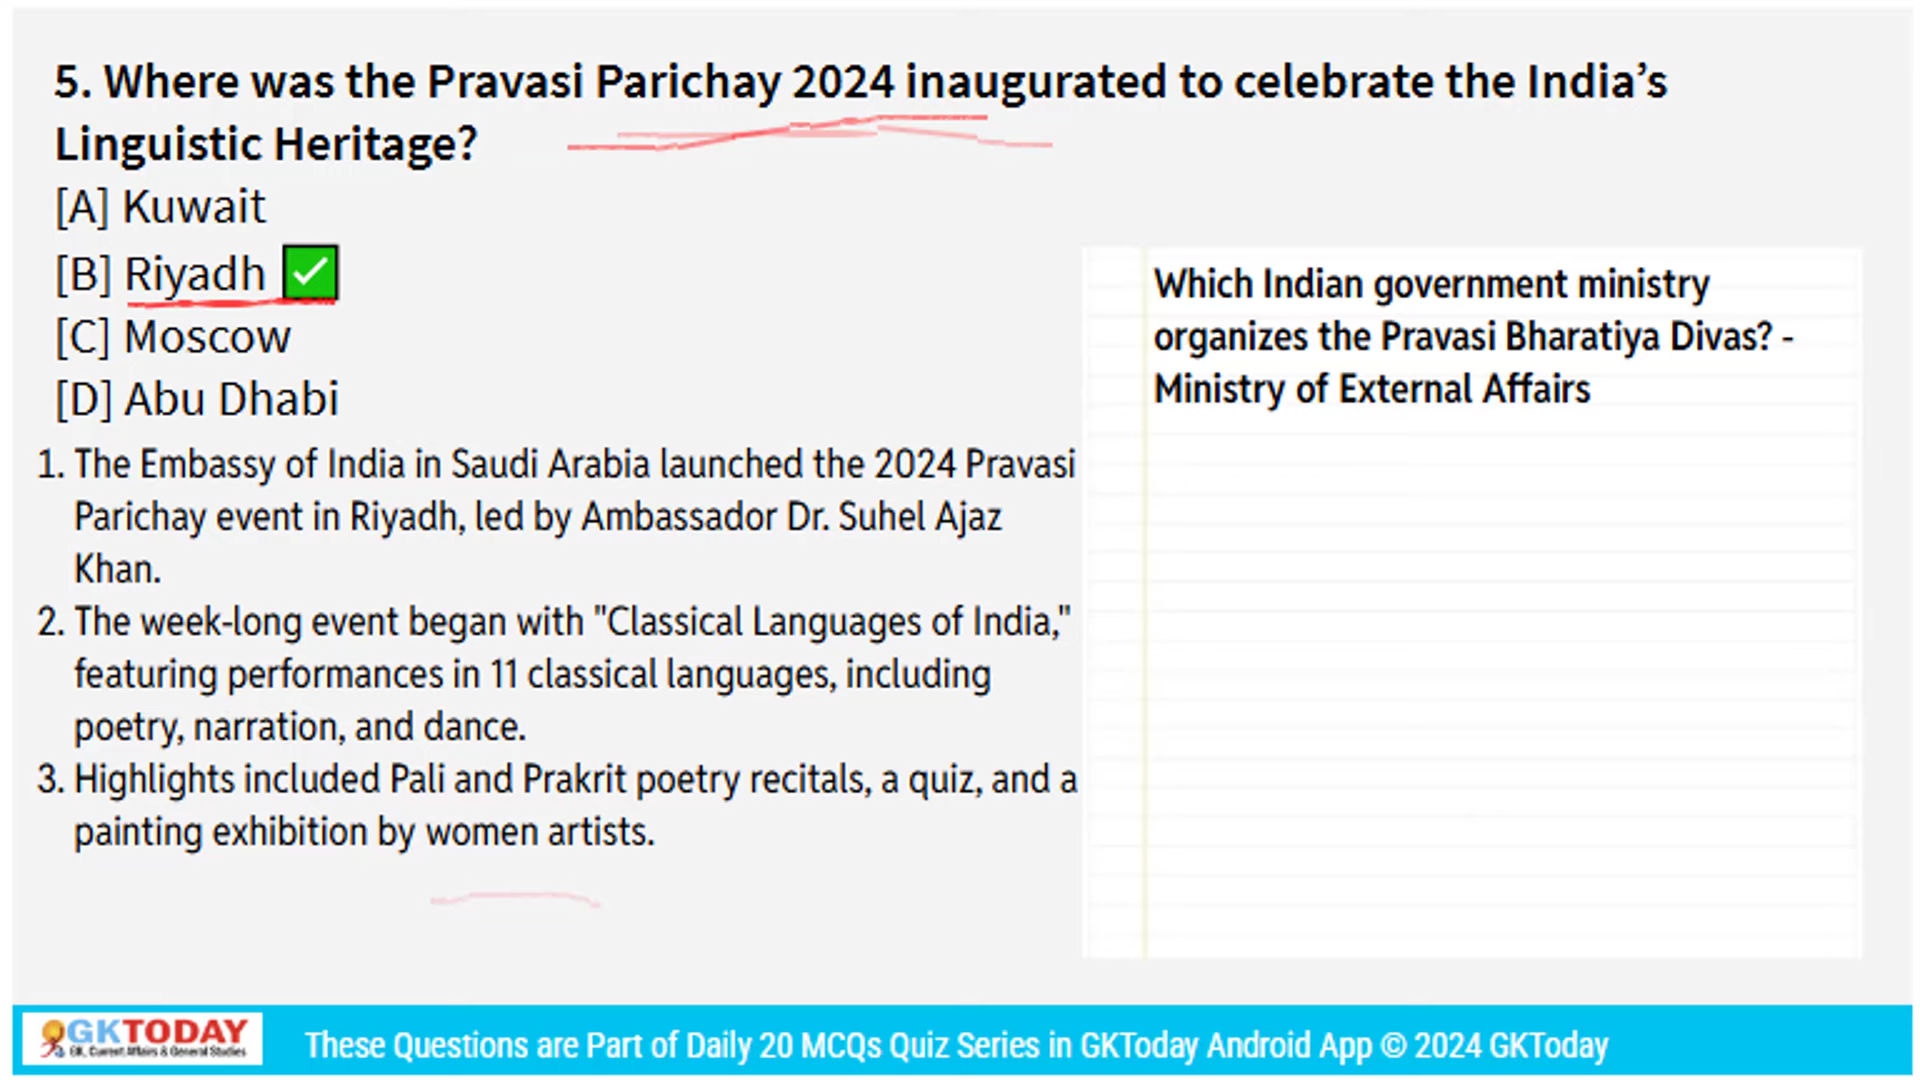 5. Where was the Pravasi Parichay 2024 inaugurated to celebrate the India’s
Linguistic Heritage?
[A] Kuwait
[B] Riyadh
[C] Moscow
[D] Abu Dhabi
1. The Embassy of India in Saudi Arabia launched the 2024 Pravasi
Parichay event in Riyadh, led by Ambassador Dr. Suhel Ajaz
Khan.
2. The week-long event began with "Classical Languages of India,"
featuring performances in 11 classical languages, including
poetry, narration, and dance.
3. Highlights included Pali and Prakrit poetry recitals, a quiz, and a
painting exhibition by women artists.
Which Indian government ministry
organizes the Pravasi Bharatiya Divas? -
Ministry of External Affairs
GKTODAY
GK, Current Affairs & General Studies
These Questions are Part of Daily 20 MCQs Quiz Series in GKToday Android App © 2024 GKToday